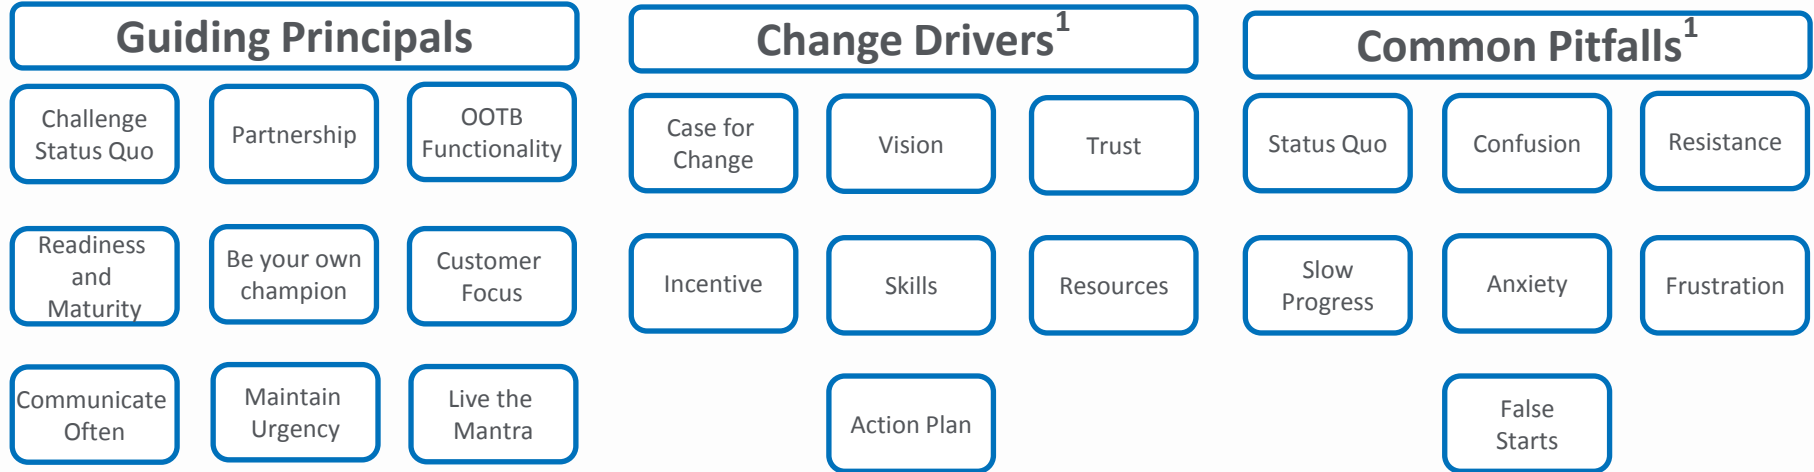 Guiding Principals
Challenge
Status Quo
Partnership
OOTB
Functionality
Readiness
and
Maturity
Be your own
champion
Customer
Focus
Communicate
Often
Maintain
Urgency
Live the
Mantra
Change Drivers1
Case for
Change
Vision
Trust
Incentive
Skills
Resources
Action Plan
Common Pitfalls1
Status Quo
Confusion
Resistance
Slow
Progress
Anxiety
Frustration
False
Starts